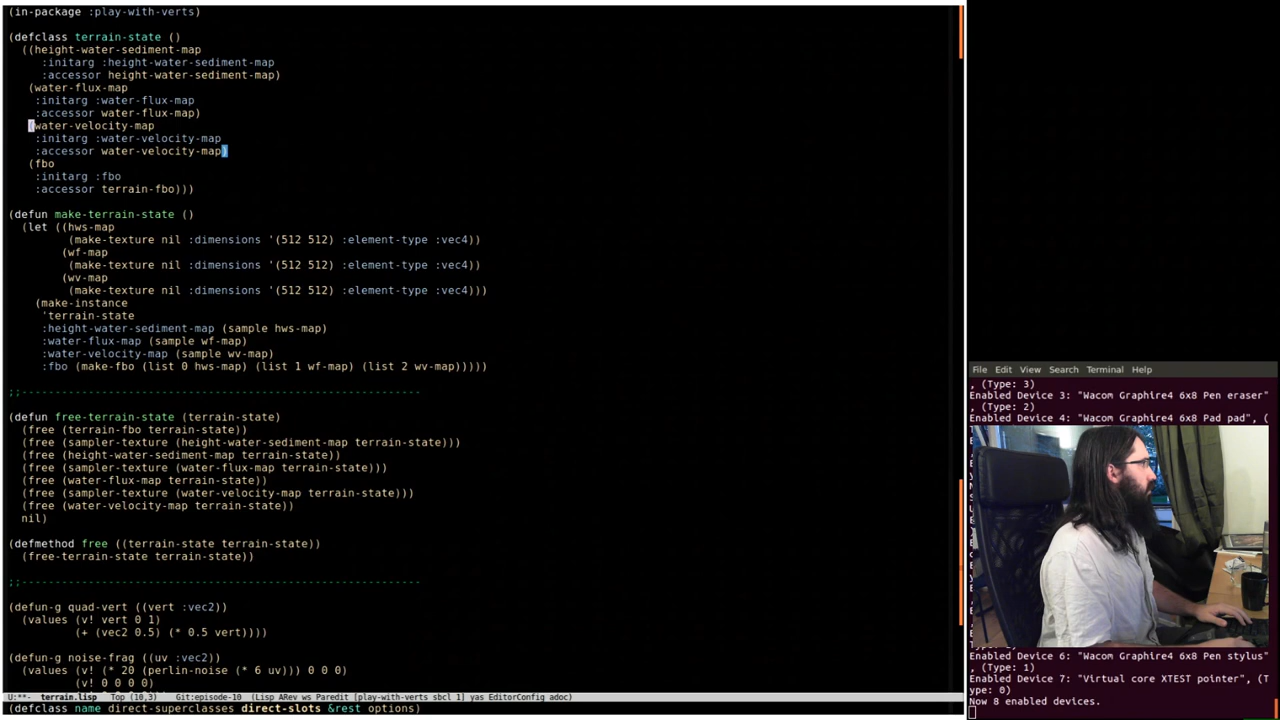 (in-package :play-with-verts)
(defclass terrain-state ()
((height-water-sediment-map
:initarg :height-water-sediment-map
:accessor height-water-sediment-map)
(water-flux-map
:initarg :water-flux-map
:accessor water-flux-map)
(water-velocity-map
:initarg :water-velocity-map
:accessor water-velocity-map)
(fbo
:initarg :fbo
:accessor terrain-fbo)))
(defun make-terrain-state ()
(let ((hws-map
(make-texture nil :dimensions '(512 512) :element-type :vec4))
(wf-map
(make-texture nil :dimensions '(512 512) :element-type :vec4))
(wv-map
(make-texture nil :dimensions '(512 512) :element-type :vec4)))
(make-instance
'terrain-state
:height-water-sediment-map (sample hws-map)
:water-flux-map (sample wf-map)
:water-velocity-map (sample wv-map)
:fbo (make-fbo (list 0 hws-map) (list 1 wf-map) (list 2 wv-map)))))
;;------------------------------------------------------------
(defun free-terrain-state (terrain-state)
(free (terrain-fbo terrain-state))
(free (sampler-texture (height-water-sediment-map terrain-state)))
(free (height-water-sediment-map terrain-state))
(free (sampler-texture (water-flux-map terrain-state)))
(free (water-flux-map terrain-state))
(free (sampler-texture (water-velocity-map terrain-state)))
(free (water-velocity-map terrain-state))
nil)
(defmethod free ((terrain-state terrain-state))
(free-terrain-state terrain-state))
;;------------------------------------------------------------
(defun-g quad-vert ((vert :vec2))
(values (v! vert 0 1)
(+ (vec2 0.5) (* 0.5 vert))))
(defun-g noise-frag ((uv :vec2))
(values (v! (* 20 (perlin-noise (* 6 uv))) 0 0 0)
(v! 0 0 0 0)
U:**- terrain.lisp Top (10,3) Git:episode-10 (Lisp ARev ws Paredit [play-with-verts sbcl 1] yas EditorConfig adoc)
(defclass name direct-superclasses direct-slots &rest options)
File Edit View Search Terminal Help
, (Type: 3)
Enabled Device 3: "Wacom Graphire4 6x8 Pen eraser"
, (Type: 2)
Enabled Device 4: "Wacom Graphire4 6x8 Pad pad", (
Enabled Device 6: "Wacom Graphire4 6x8 Pen stylus"
, (Type: 1)
Enabled Device 7: "Virtual core XTEST pointer", (T
ype: 0)
Now 8 enabled devices.